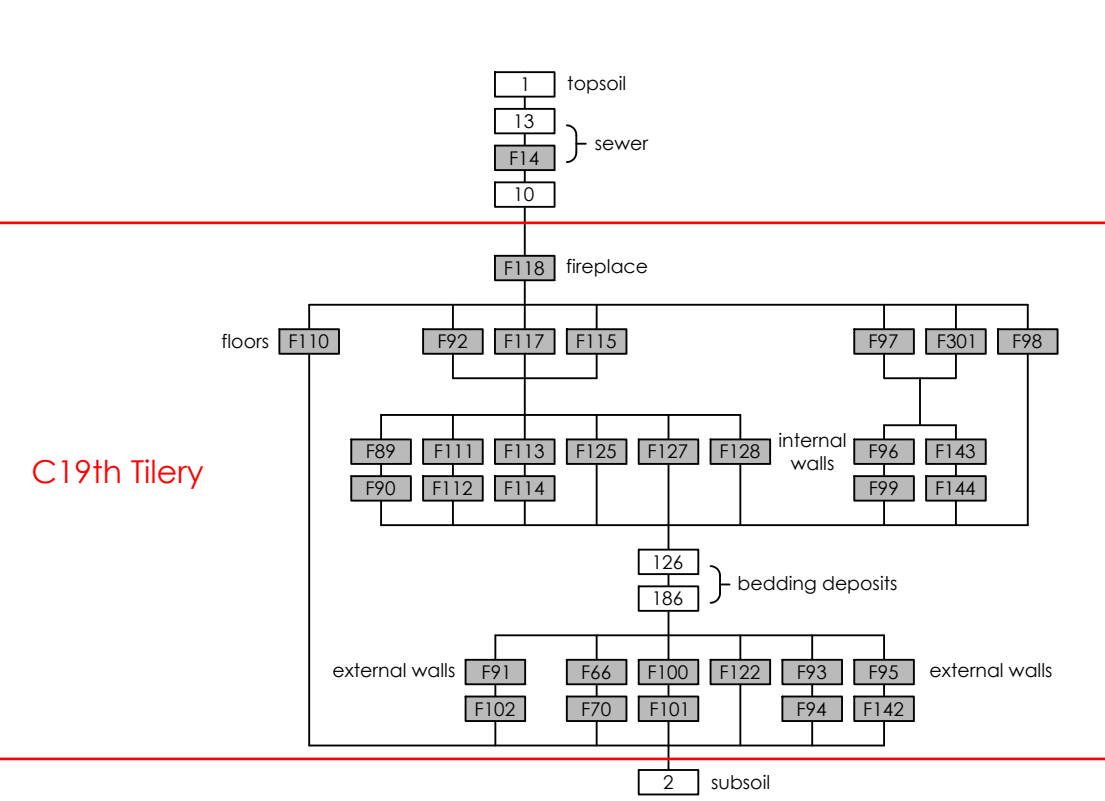 1 topsoil
13
sewer
F14
10
F118 fireplace
floors F110 F92 F117 F115 F97 F301 F98
C19th Tilery
F89 F111 F113 F125 F127 F128 internal walls F96 F143
F90 F112 F114 F99 F144
126
bedding deposits
186
external walls F91 F66 F100 F122 F93 F95 external walls
F102 F70 F101 F94 F142
2 subsoil